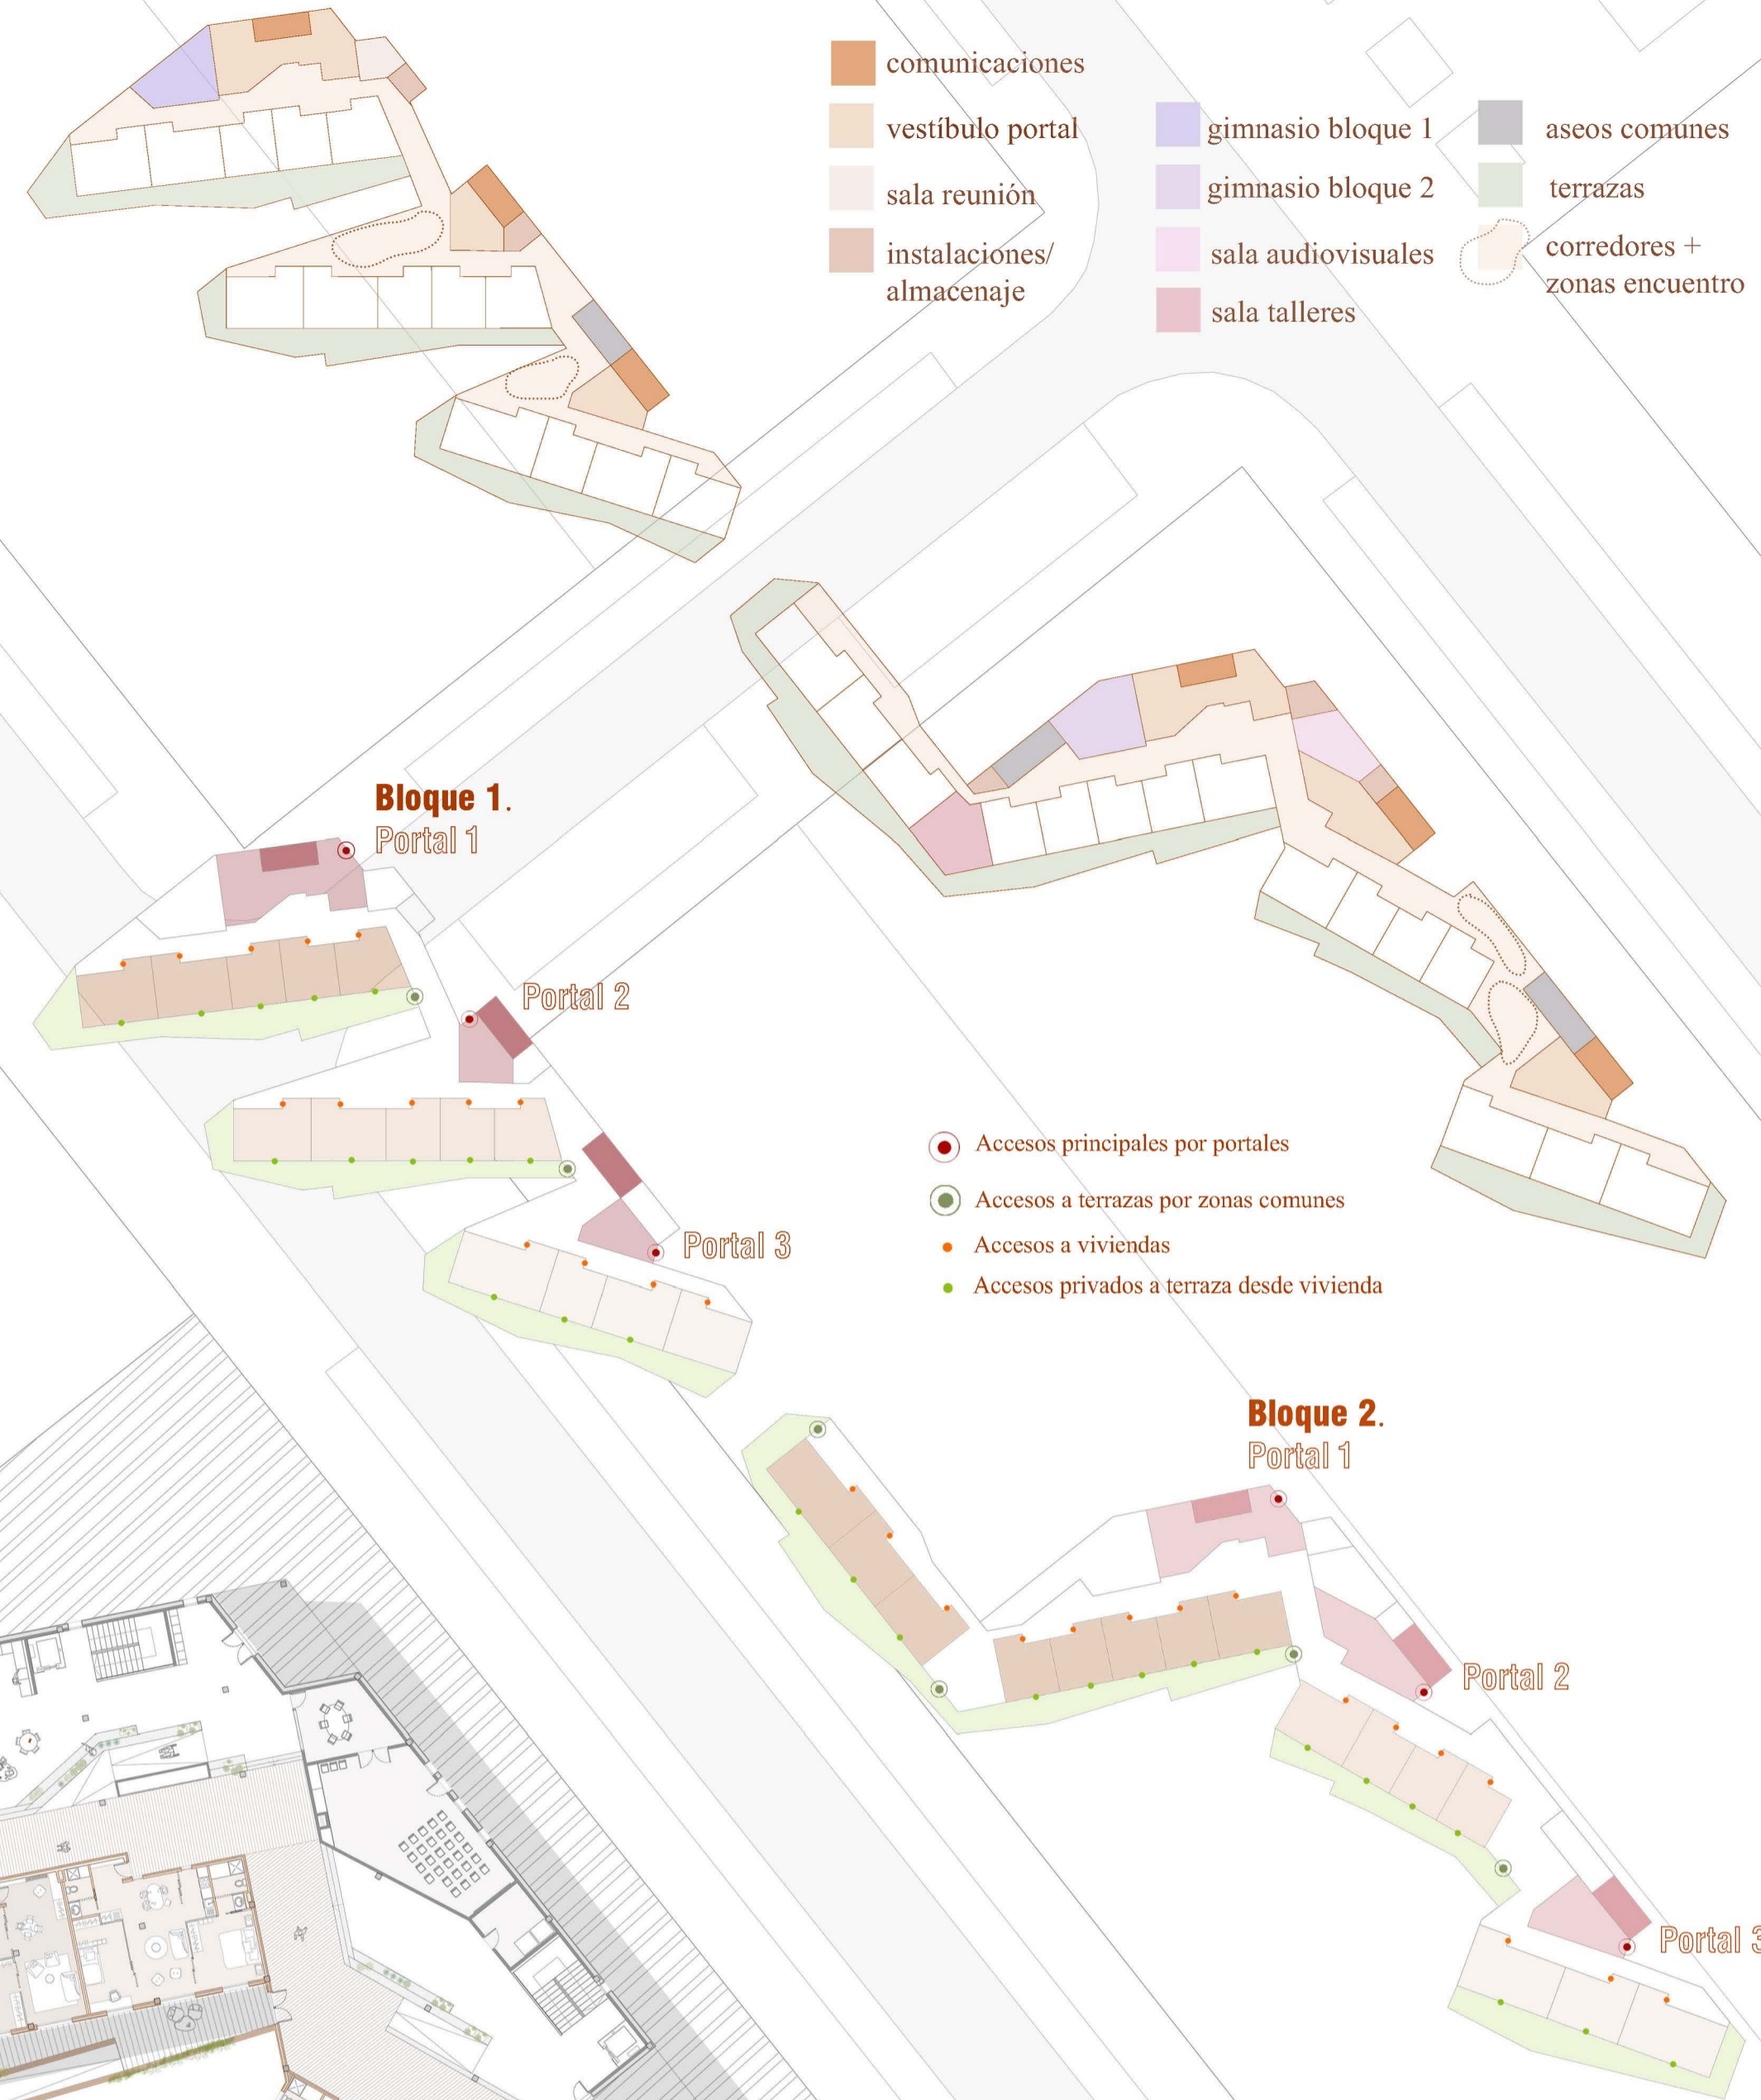 comunicaciones
vestíbulo portal
sala reunión
instalaciones/
almacenaje
gimnasio bloque 1
gimnasio bloque 2
sala audiovisuales
sala talleres
aseos comunes
terrazas
corredores +
zonas encuentro
Bloque 1.
Portal 1
Portal 2
Portal 3
Accesos principales por portales
Accesos a terrazas por zonas comunes
Accesos a viviendas
Accesos privados a terraza desde vivienda
Bloque 2.
Portal 1
Portal 2
Portal 3